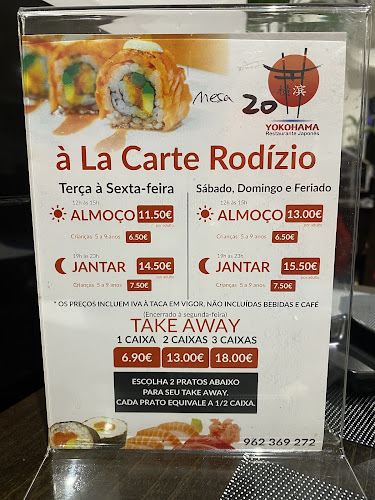 Mesa 20
横浜
YOKOHAMA
Restaurante Japonês
à La Carte Rodízio
Terça à Sexta-feira
12h às 15h
ALMOÇO 11.50€
por adulto
Crianças: 5 a 9 anos 6.50€
19h às 23h
JANTAR 14.50€
por adulto
Crianças: 5 a 9 anos 7.50€
Sábado, Domingo e Feriado
12h às 15h
ALMOÇO 13.00€
por adulto
Crianças: 5 a 9 anos 6.50€
19h às 23h
JANTAR 15.50€
por adulto
Crianças: 5 a 9 anos 7.50€
* OS PREÇOS INCLUEM IVA À TACA EM VIGOR, NÃO INCLUÍDAS BEBIDAS E CAFÉ
(Encerrado à segunda-feira)
TAKE AWAY
1 CAIXA 2 CAIXAS 3 CAIXAS
6.90€ 13.00€ 18.00€
ESCOLHA 2 PRATOS ABAIXO
PARA SEU TAKE AWAY.
CADA PRATO EQUIVALE A 1/2 CAIXA.
962 369 272